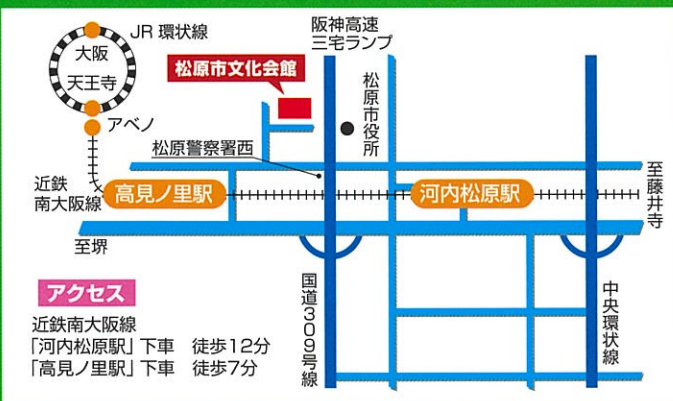 JR 環状線
大阪
天王寺
アベノ
近鉄
南大阪線
松原市文化会館
阪神高速
三宅ランプ
松原市役所
松原警察署西
高見ノ里駅
河内松原駅
至藤井寺
至堺
国道309号線
中央環状線
アクセス
近鉄南大阪線
「河内松原駅」下車 徒歩12分
「高見ノ里駅」下車 徒歩7分